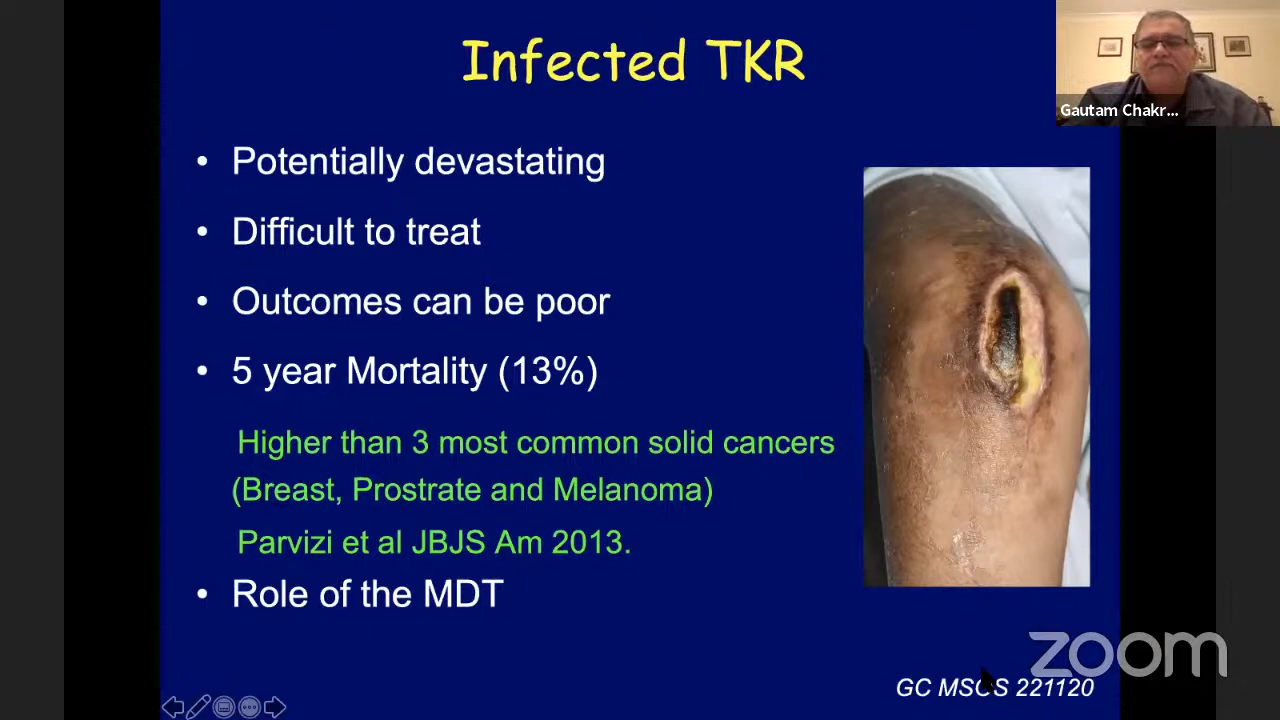 Infected TKR
Gautam Chakr...
• Potentially devastating
• Difficult to treat
• Outcomes can be poor
• 5 year Mortality (13%)
Higher than 3 most common solid cancers
(Breast, Prostrate and Melanoma)
Parvizi et al JBJS Am 2013.
• Role of the MDT
zoom
GC MSOS 221120